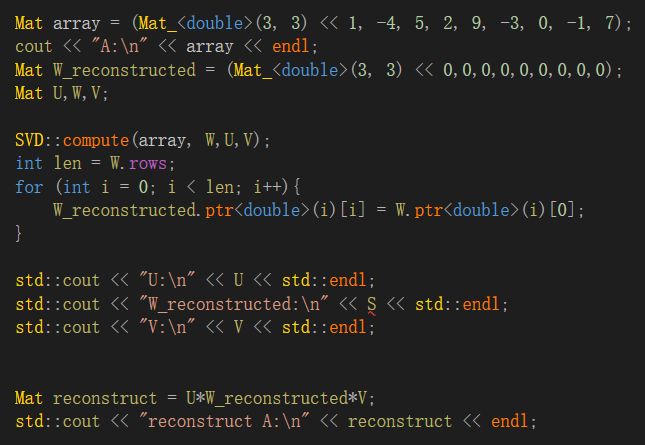 Mat array = (Mat_<double>(3, 3) << 1, -4, 5, 2, 9, -3, 0, -1, 7);
cout << "A:\n" << array << endl;
Mat W_reconstructed = (Mat_<double>(3, 3) << 0,0,0,0,0,0,0,0,0);
Mat U,W,V;
SVD::compute(array, W,U,V);
int len = W.rows;
for (int i = 0; i < len; i++){
W_reconstructed.ptr<double>(i)[i] = W.ptr<double>(i)[0];
}
std::cout << "U:\n" << U << std::endl;
std::cout << "W_reconstructed:\n" << S << std::endl;
std::cout << "V:\n" << V << std::endl;
Mat reconstruct = U*W_reconstructed*V;
std::cout << "reconstruct A:\n" << reconstruct << endl;